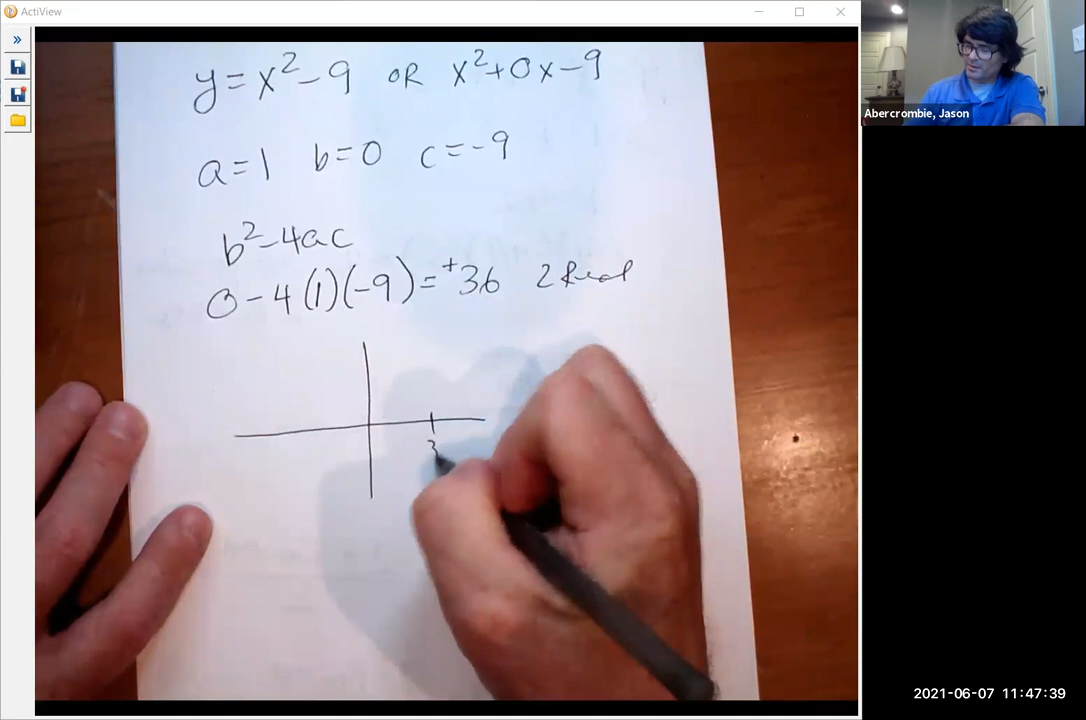 ActiView
y = x² - 9 OR x² + 0x - 9
a = 1 b = 0 c = -9
b² - 4ac
0 - 4(1)(-9) = +36 2 Real
3
Abercrombie, Jason
2021-06-07 11:47:39